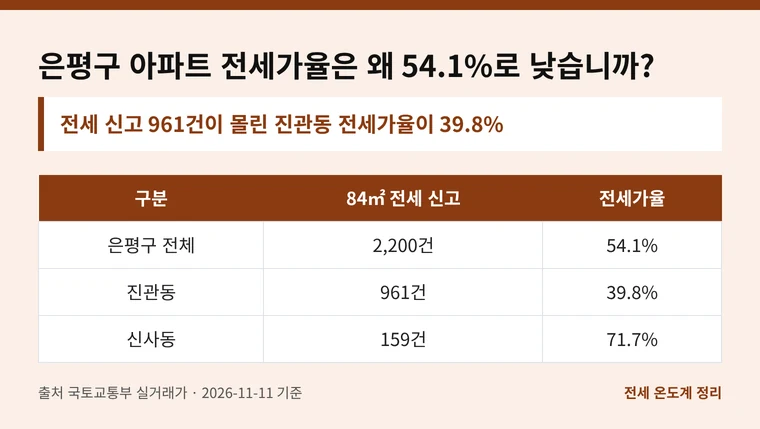 은평구 아파트 전세가율은 왜 54.1%로 낮습니까?
전세 신고 961건이 몰린 진관동 전세가율이 39.8%
구분 84㎡ 전세 신고 전세가율
은평구 전체 2,200건 54.1%
진관동 961건 39.8%
신사동 159건 71.7%
출처 국토교통부 실거래가 · 2026-11-11 기준 전세 온도계 정리